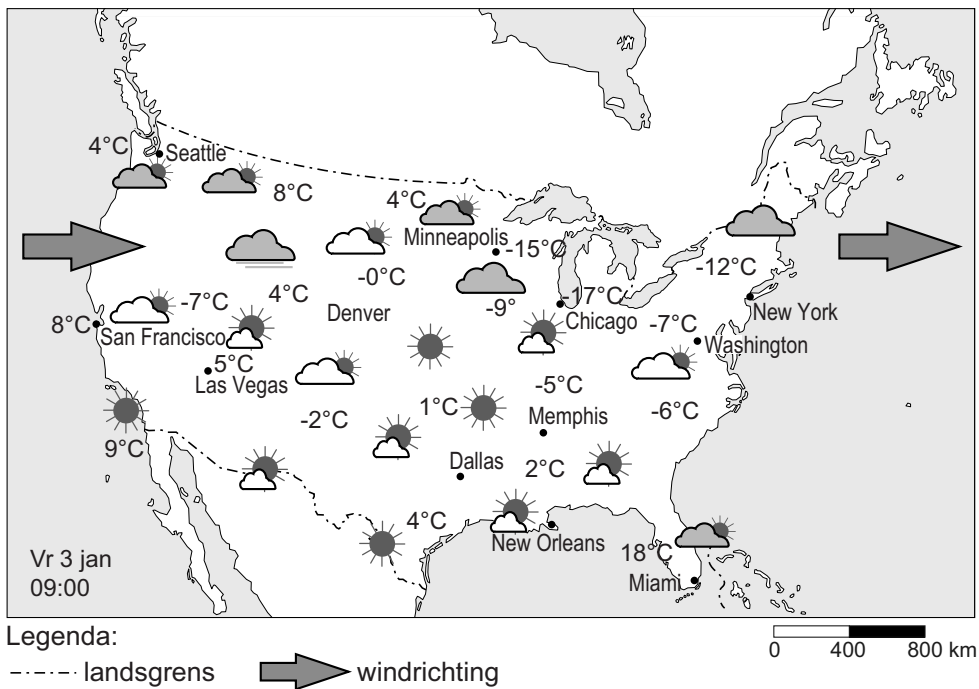 4°C
Seattle
8°C
4°C
Minneapolis
-15°C
-0°C
-12°C
-7°C
4°C
-9°
-17°C
Denver
Chicago
New York
8°C
San Francisco
-7°C
Washington
5°C
Las Vegas
-5°C
-2°C
1°C
-6°C
Memphis
9°C
Dallas
2°C
4°C
New Orleans
18°C
Miami
Vr 3 jan
09:00
Legenda:
landsgrens
windrichting
0 400 800 km